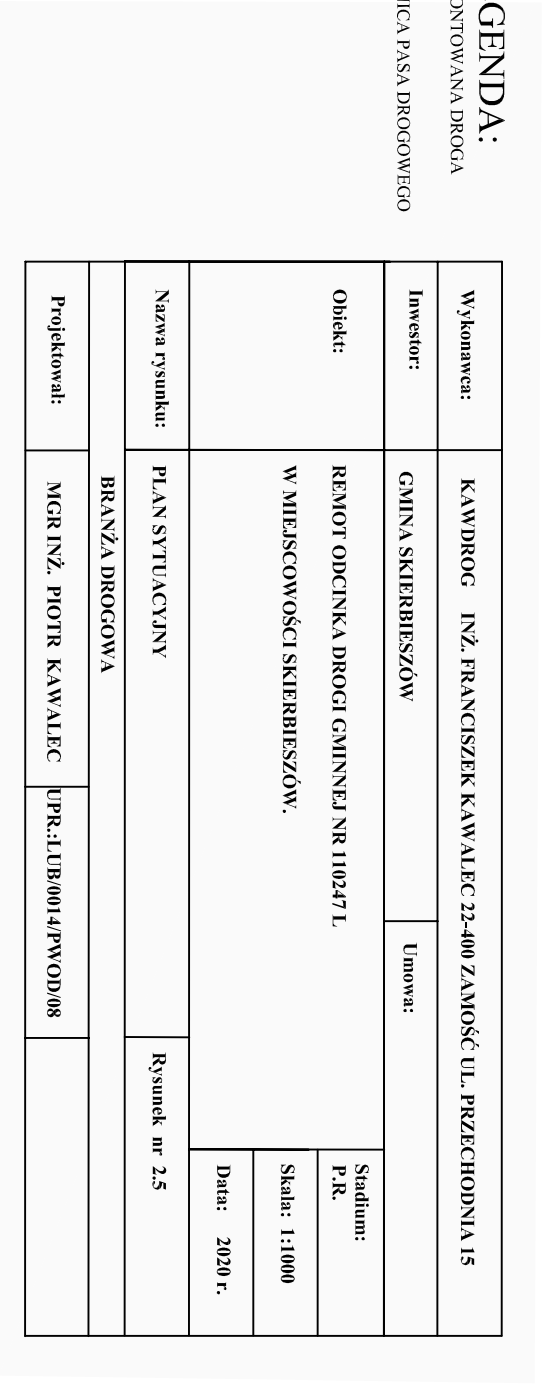 GENDA:
ONTOWANA DROGA
ICA PASA DROGOWEGO
Wykonawca: KAWDROG INŻ. FRANCISZEK KAWALEC 22-400 ZAMOŚĆ UL. PRZECHODNIA 15
Inwestor: GMINA SKIERBIESZÓW Umowa:
Obiekt: REMOT ODCINKA DROGI GMINNEJ NR 110247 L
W MIEJSCOWOŚCI SKIERBIESZÓW.
Stadium:
P.R.
Skala: 1:1000
Data: 2020 r.
Nazwa rysunku: PLAN SYTUACYJNY Rysunek nr 2.5
BRANŻA DROGOWA
Projektował: MGR INŻ. PIOTR KAWALEC UPR.:LUB/0014/PWOD/08